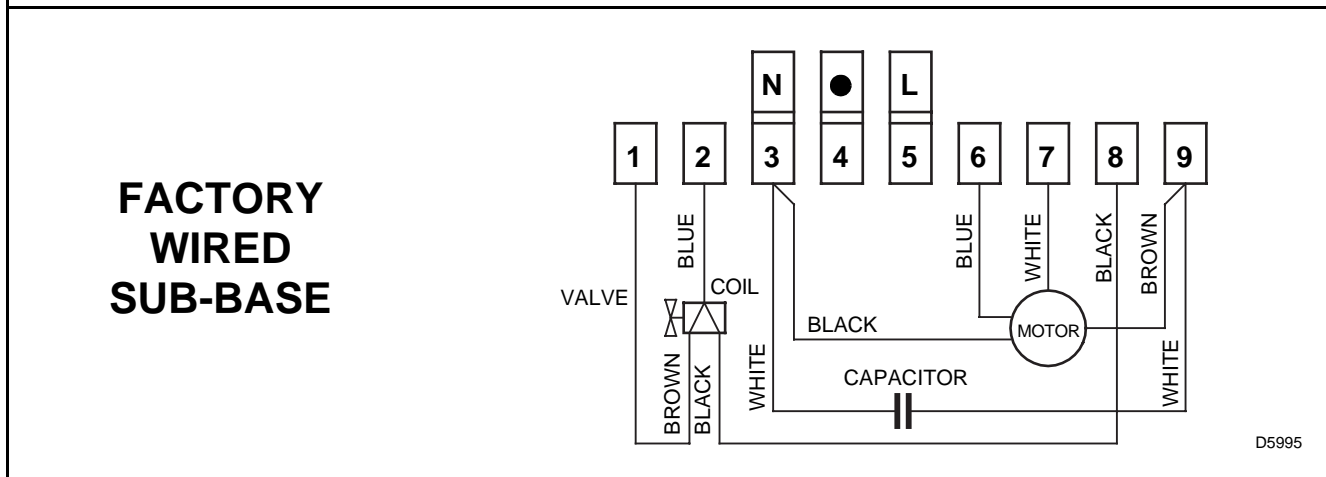 FACTORY
WIRED
SUB-BASE
N ● L
1 2 3 4 5 6 7 8 9
BLUE
BLUE
WHITE
BLACK
BROWN
VALVE
COIL
BLACK
MOTOR
BROWN
BLACK
WHITE
CAPACITOR
WHITE
D5995